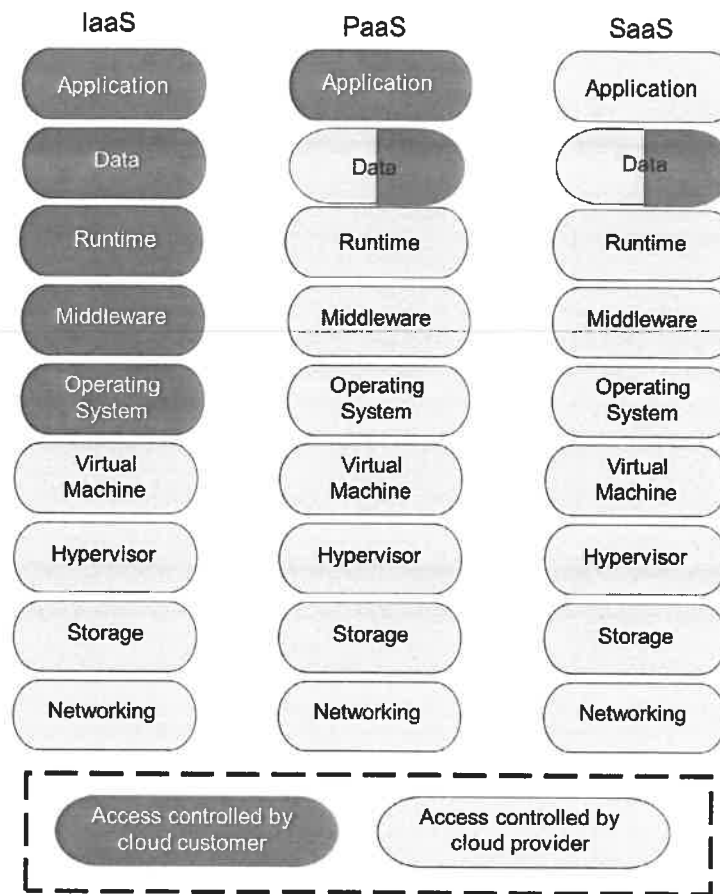 IaaS PaaS SaaS
Application Application Application
Data Data Data
Runtime Runtime Runtime
Middleware Middleware Middleware
Operating Operating Operating
System System System
Virtual Virtual Virtual
Machine Machine Machine
Hypervisor Hypervisor Hypervisor
Storage Storage Storage
Networking Networking Networking
Access controlled by Access controlled by
cloud customer cloud provider